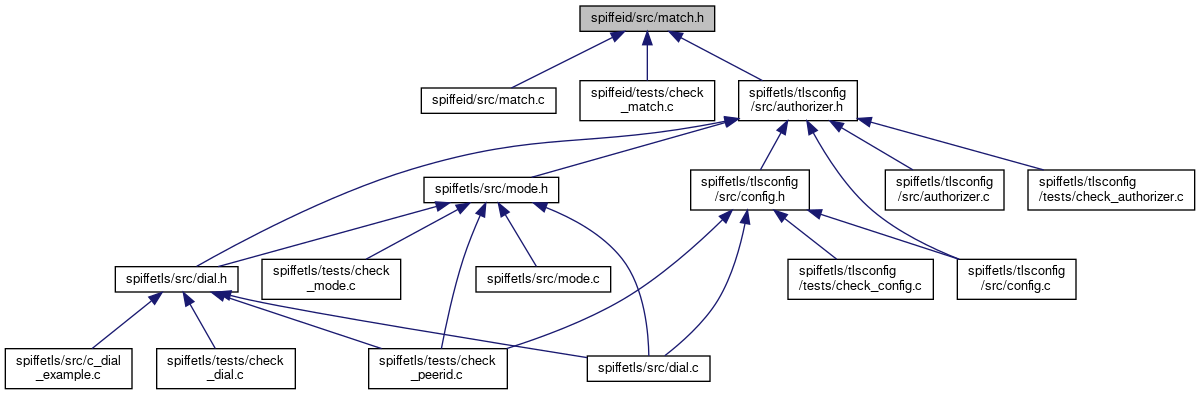 spiffeid/src/match.h
spiffeid/src/match.c
spiffeid/tests/check
_match.c
spiffetls/tlsconfig
/src/authorizer.h
spiffetls/src/mode.h
spiffetls/tlsconfig
/src/config.h
spiffetls/tlsconfig
/src/authorizer.c
spiffetls/tlsconfig
/tests/check_authorizer.c
spiffetls/src/dial.h
spiffetls/tests/check
_mode.c
spiffetls/src/mode.c
spiffetls/tlsconfig
/tests/check_config.c
spiffetls/tlsconfig
/src/config.c
spiffetls/src/c_dial
_example.c
spiffetls/tests/check
_dial.c
spiffetls/tests/check
_peerid.c
spiffetls/src/dial.c